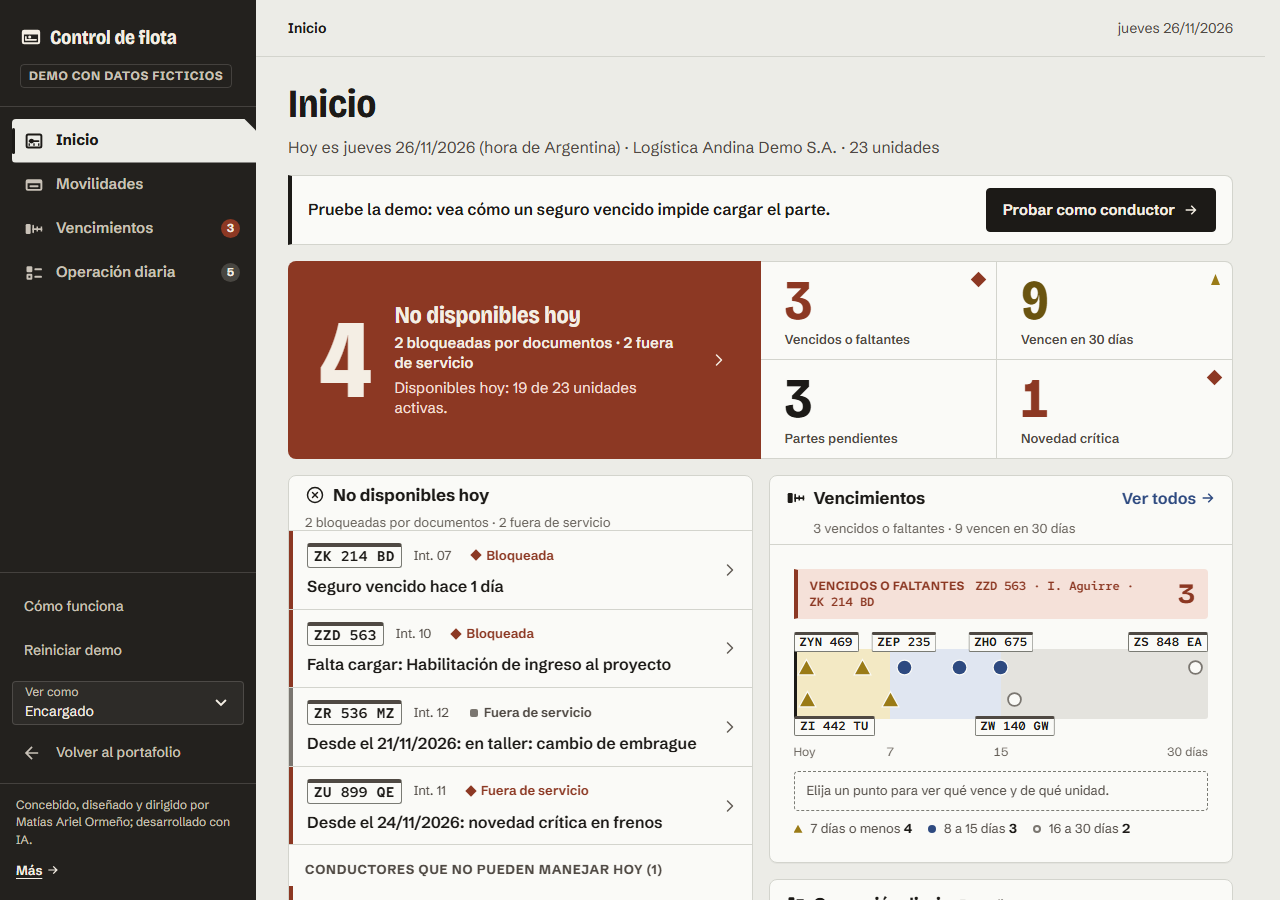 Control de flota
DEMO CON DATOS FICTICIOS
Inicio
Movilidades
Vencimientos 3
Operación diaria 5
Cómo funciona
Reiniciar demo
Ver como
Encargado
Volver al portafolio
Concebido, diseñado y dirigido por
Matías Ariel Ormeño; desarrollado con
IA.
Más →
Inicio
jueves 26/11/2026
Inicio
Hoy es jueves 26/11/2026 (hora de Argentina) · Logística Andina Demo S.A. · 23 unidades
Pruebe la demo: vea cómo un seguro vencido impide cargar el parte.
Probar como conductor →
4
No disponibles hoy
2 bloqueadas por documentos · 2 fuera
de servicio
Disponibles hoy: 19 de 23 unidades
activas.
3
Vencidos o faltantes
9
Vencen en 30 días
3
Partes pendientes
1
Novedad crítica
No disponibles hoy
2 bloqueadas por documentos · 2 fuera de servicio
ZK 214 BD Int. 07 Bloqueada
Seguro vencido hace 1 día
ZZD 563 Int. 10 Bloqueada
Falta cargar: Habilitación de ingreso al proyecto
ZR 536 MZ Int. 12 Fuera de servicio
Desde el 21/11/2026: en taller: cambio de embrague
ZU 899 QE Int. 11 Fuera de servicio
Desde el 24/11/2026: novedad crítica en frenos
CONDUCTORES QUE NO PUEDEN MANEJAR HOY (1)
Vencimientos
Ver todos →
3 vencidos o faltantes · 9 vencen en 30 días
VENCIDOS O FALTANTES ZZD 563 · I. Aguirre ·
ZK 214 BD
3
ZYN 469 ZEP 235 ZHO 675 ZS 848 EA
ZI 442 TU ZW 140 GW
Hoy 7 15 30 días
Elija un punto para ver qué vence y de qué unidad.
7 días o menos 4 8 a 15 días 3 16 a 30 días 2